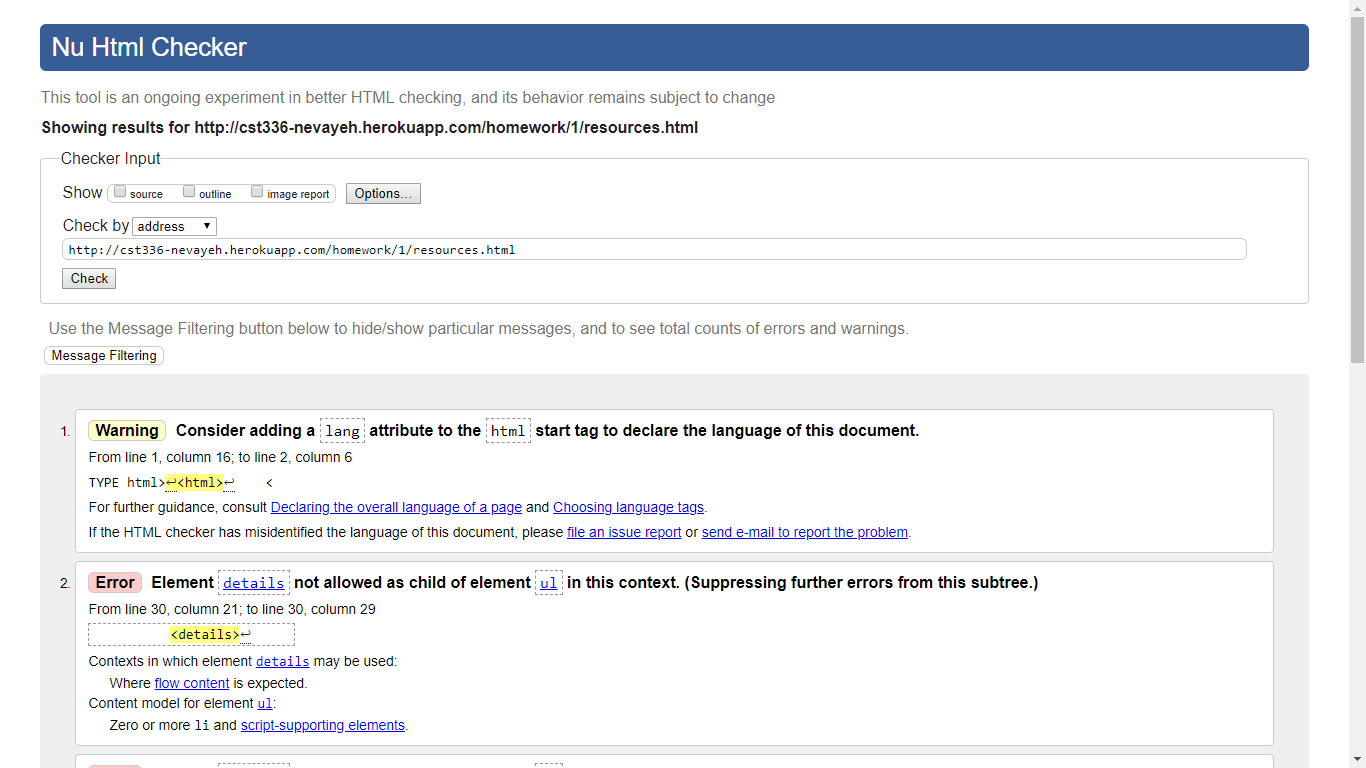 Nu Html Checker
This tool is an ongoing experiment in better HTML checking, and its behavior remains subject to change
Showing results for http://cst336-nevayeh.herokuapp.com/homework/1/resources.html
Checker Input
Show source outline image report Options...
Check by address
http://cst336-nevayeh.herokuapp.com/homework/1/resources.html
Check
Use the Message Filtering button below to hide/show particular messages, and to see total counts of errors and warnings.
Message Filtering
1. Warning Consider adding a lang attribute to the html start tag to declare the language of this document.
From line 1, column 16; to line 2, column 6
TYPE html>↩<html>↩ <
For further guidance, consult Declaring the overall language of a page and Choosing language tags.
If the HTML checker has misidentified the language of this document, please file an issue report or send e-mail to report the problem.
2. Error Element details not allowed as child of element ul in this context. (Suppressing further errors from this subtree.)
From line 30, column 21; to line 30, column 29
<details>↩
Contexts in which element details may be used:
Where flow content is expected.
Content model for element ul:
Zero or more li and script-supporting elements.